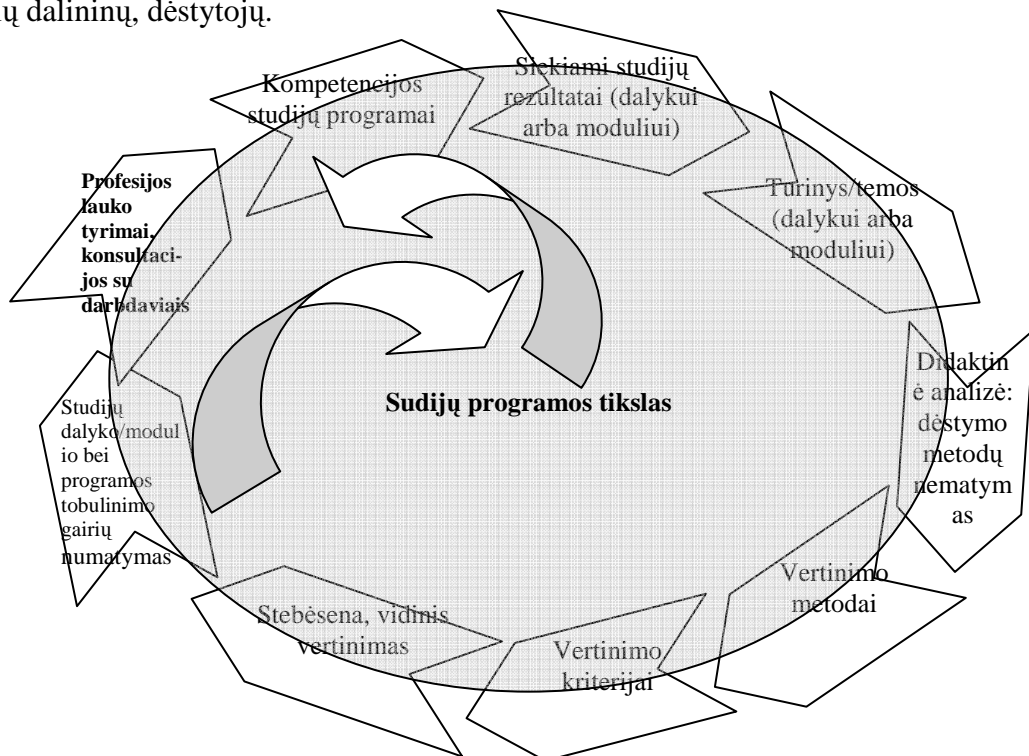 ių dalininų, dėstytojų.
Kompetencijos
studijų programai
Siekiami studijų
rezultatai (dalykui
arba moduliui)
Turinys/temos
(dalykui arba
moduliui)
Didaktin
ė analizė:
dėstymo
metodų
nematym
as
Vertinimo
metodai
Vertinimo
kriterijai
Stebėsena, vidinis
vertinimas
Studijų
dalyko/modul
io bei
programos
tobulinimo
gairių
numatymas
Profesijos
lauko
tyrimai,
konsultaci-
jos su
darbdaviais
Sudijų programos tikslas